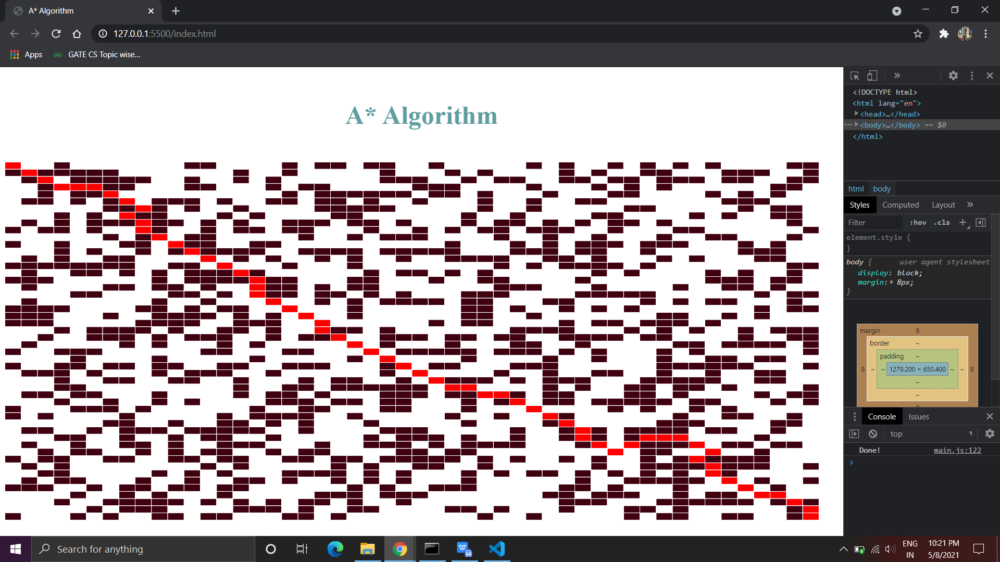 A* Algorithm
127.0.0.1:5500/index.html
Apps
GATE CS Topic wise...
A* Algorithm
<!DOCTYPE html>
<html lang="en">
<head>…</head>
<body>…</body> == $0
</html>
html body
Styles Computed Layout
Filter :hov .cls
element.style {
}
body { user agent stylesheet
display: block;
margin: 8px;
}
margin 8
border –
padding –
8 – – 1279.200 × 650.400 – – 8
–
–
Console Issues
top
Done! main.js:122
Search for anything
ENG
IN
10:21 PM
5/8/2021